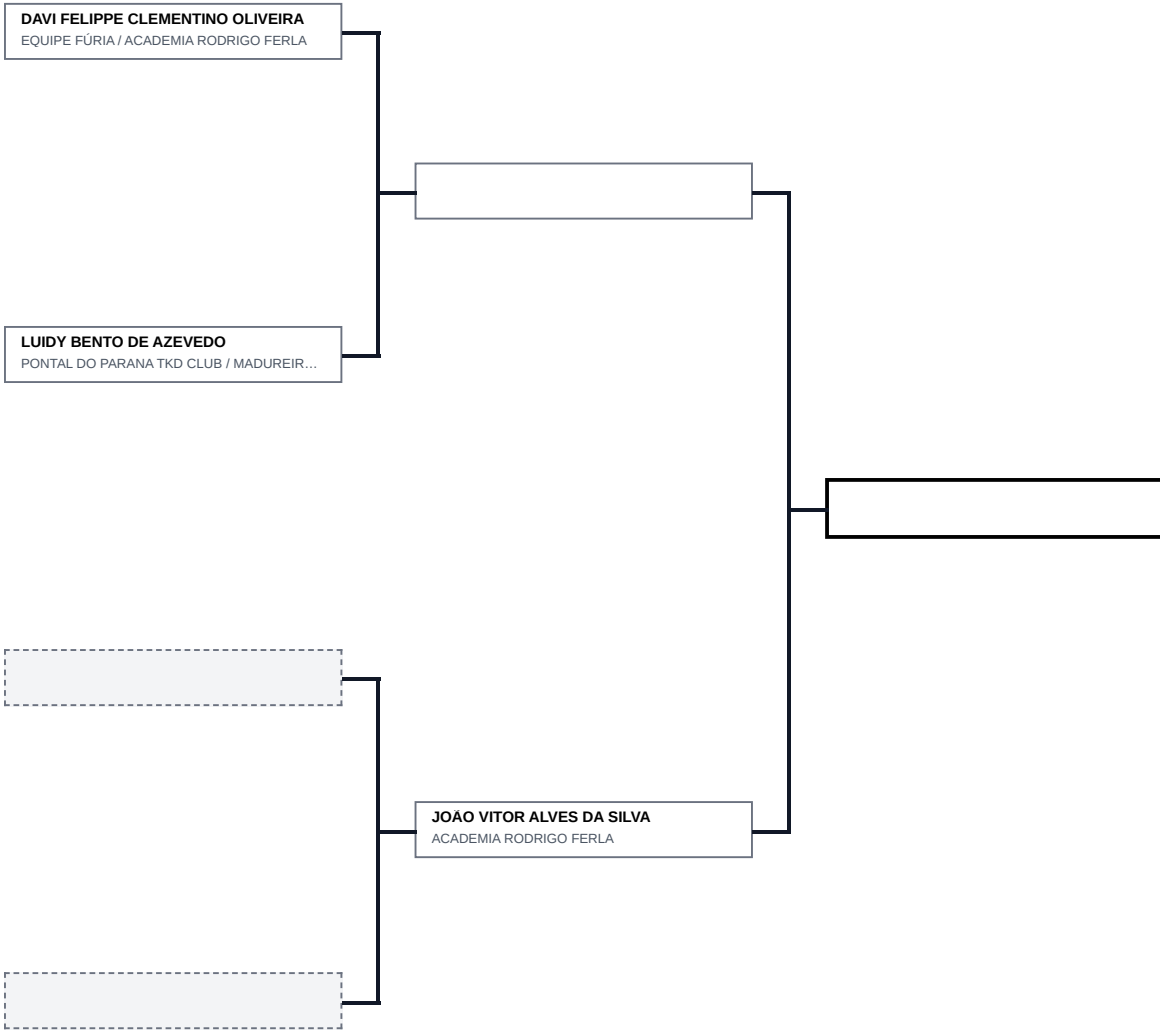 DAVI FELIPPE CLEMENTINO OLIVEIRA
EQUIPE FÚRIA / ACADEMIA RODRIGO FERLA
LUIDY BENTO DE AZEVEDO
PONTAL DO PARANA TKD CLUB / MADUREIR…
JOÃO VITOR ALVES DA SILVA
ACADEMIA RODRIGO FERLA